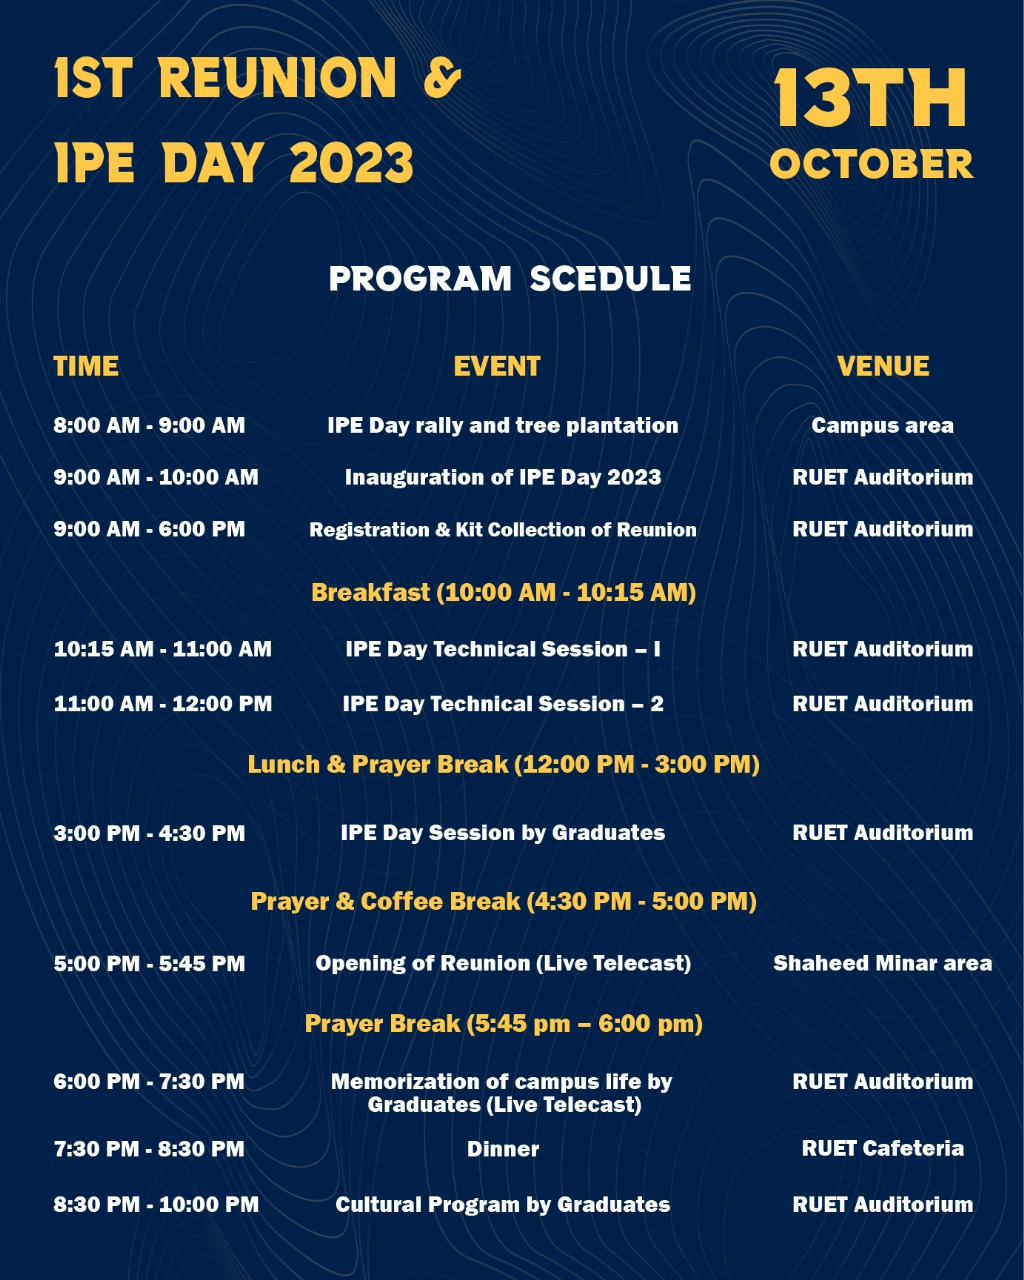 1ST REUNION &
IPE DAY 2023
13TH
OCTOBER
PROGRAM SCEDULE
TIME EVENT VENUE
8:00 AM - 9:00 AM IPE Day rally and tree plantation Campus area
9:00 AM - 10:00 AM Inauguration of IPE Day 2023 RUET Auditorium
9:00 AM - 6:00 PM Registration & Kit Collection of Reunion RUET Auditorium
Breakfast (10:00 AM - 10:15 AM)
10:15 AM - 11:00 AM IPE Day Technical Session – I RUET Auditorium
11:00 AM - 12:00 PM IPE Day Technical Session – 2 RUET Auditorium
Lunch & Prayer Break (12:00 PM - 3:00 PM)
3:00 PM - 4:30 PM IPE Day Session by Graduates RUET Auditorium
Prayer & Coffee Break (4:30 PM - 5:00 PM)
5:00 PM - 5:45 PM Opening of Reunion (Live Telecast) Shaheed Minar area
Prayer Break (5:45 pm – 6:00 pm)
6:00 PM - 7:30 PM Memorization of campus life by RUET Auditorium
Graduates (Live Telecast)
7:30 PM - 8:30 PM Dinner RUET Cafeteria
8:30 PM - 10:00 PM Cultural Program by Graduates RUET Auditorium